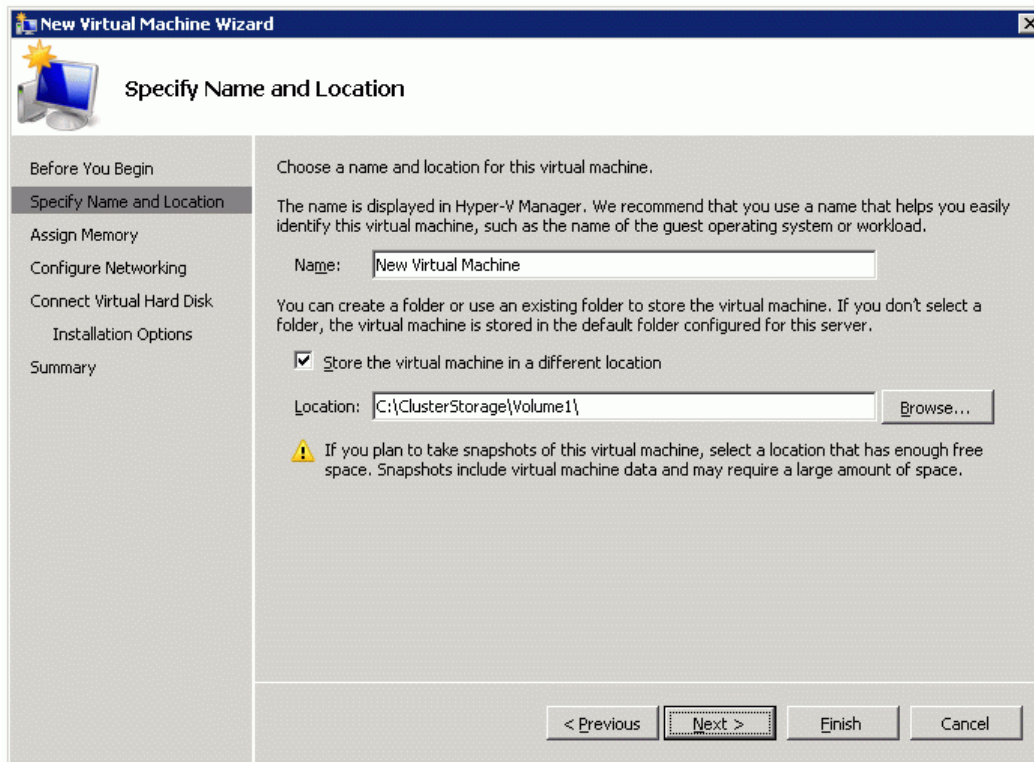 New Virtual Machine Wizard
Specify Name and Location
Before You Begin
Specify Name and Location
Assign Memory
Configure Networking
Connect Virtual Hard Disk
Installation Options
Summary
Choose a name and location for this virtual machine.
The name is displayed in Hyper-V Manager. We recommend that you use a name that helps you easily
identify this virtual machine, such as the name of the guest operating system or workload.
Name: New Virtual Machine
You can create a folder or use an existing folder to store the virtual machine. If you don't select a
folder, the virtual machine is stored in the default folder configured for this server.
Store the virtual machine in a different location
Location: C:\ClusterStorage\Volume1\ Browse...
If you plan to take snapshots of this virtual machine, select a location that has enough free
space. Snapshots include virtual machine data and may require a large amount of space.
< Previous Next > Finish Cancel